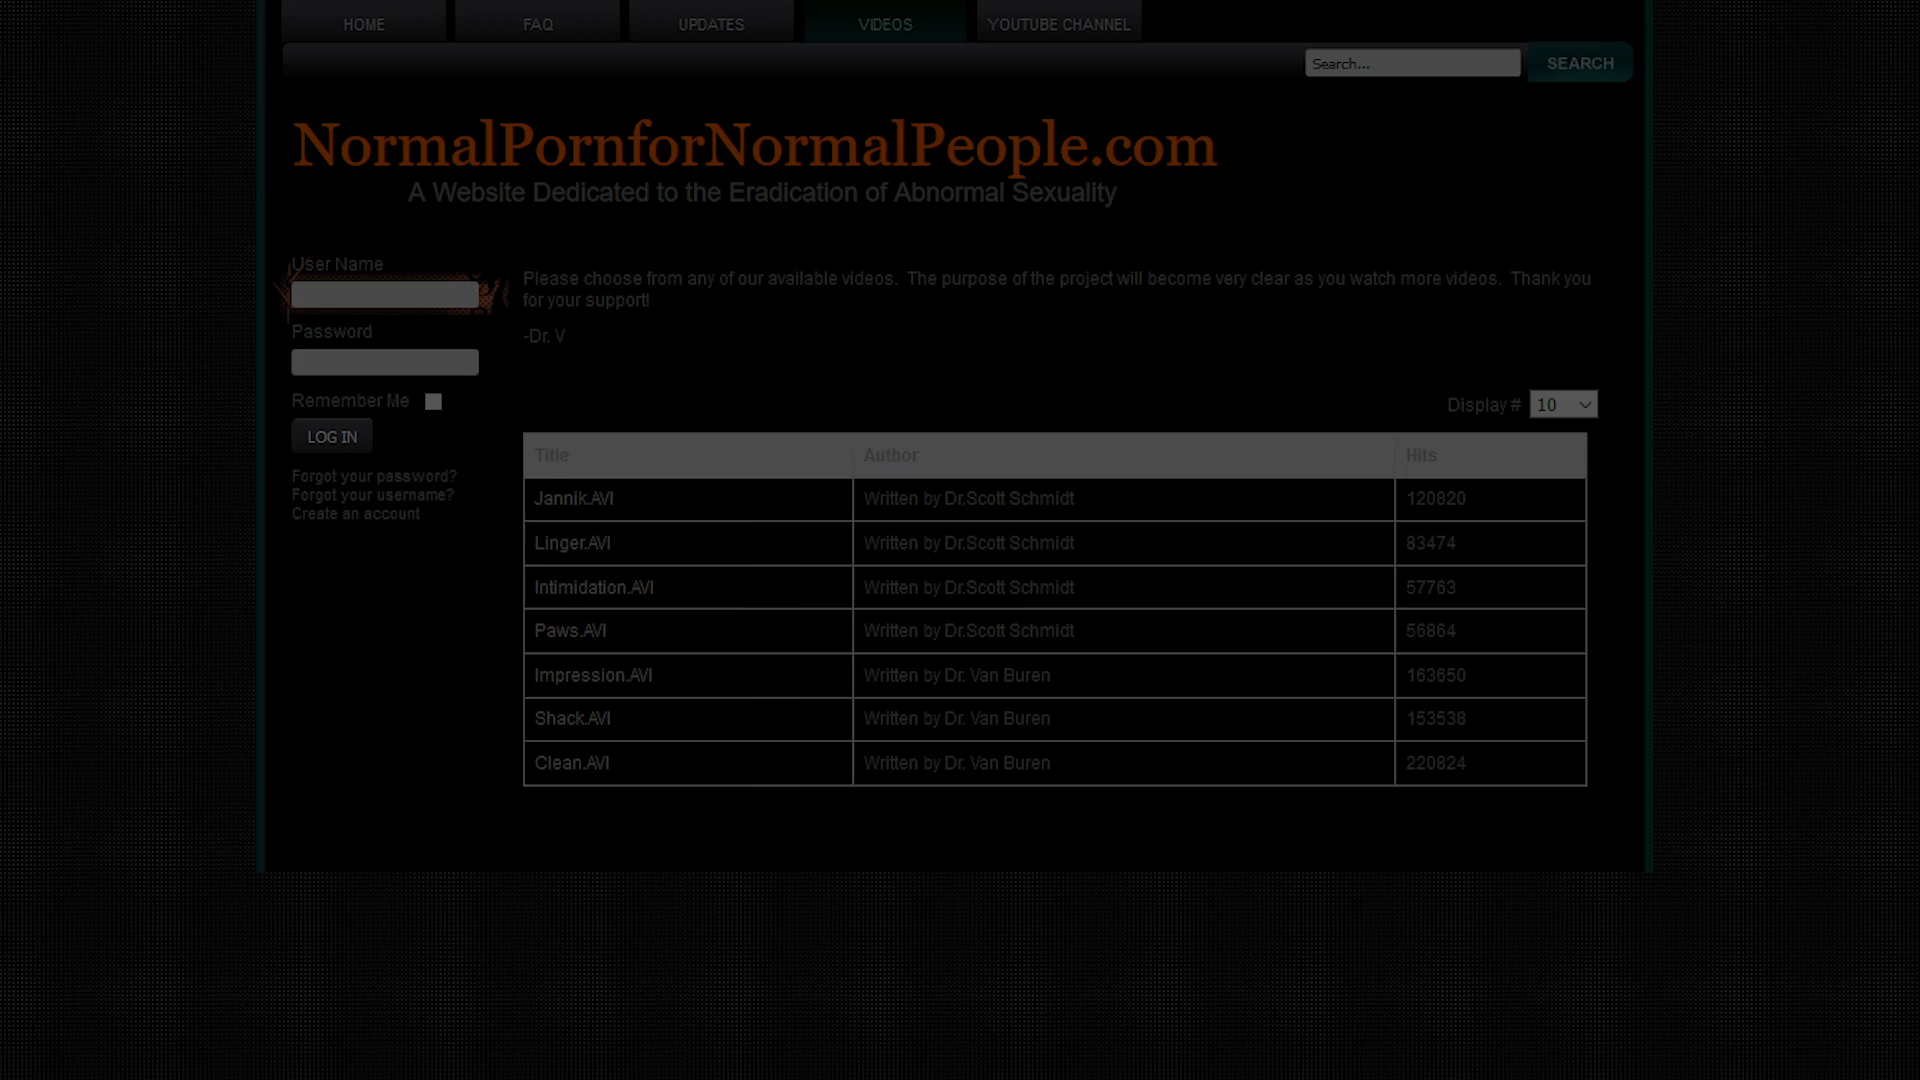 HOME FAQ UPDATES VIDEOS YOUTUBE CHANNEL
Search... SEARCH
NormalPornforNormalPeople.com
A Website Dedicated to the Eradication of Abnormal Sexuality
User Name
Password
Remember Me
LOG IN
Forgot your password?
Forgot your username?
Create an account
Please choose from any of our available videos. The purpose of the project will become very clear as you watch more videos. Thank you
for your support!
-Dr. V
Display # 10
Title Author Hits
Jannik.AVI Written by Dr.Scott Schmidt 120820
Linger.AVI Written by Dr.Scott Schmidt 83474
Intimidation.AVI Written by Dr.Scott Schmidt 57763
Paws.AVI Written by Dr.Scott Schmidt 56864
Impression.AVI Written by Dr. Van Buren 163650
Shack.AVI Written by Dr. Van Buren 153538
Clean.AVI Written by Dr. Van Buren 220824